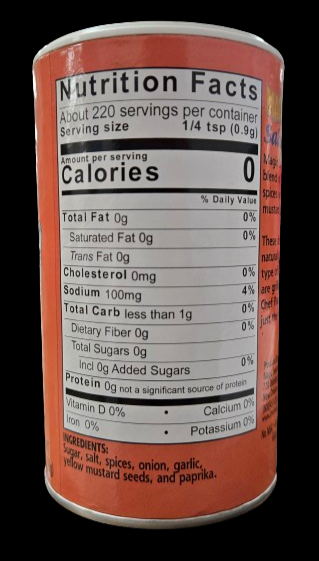 Nutrition Facts
About 220 servings per container
Serving size 1/4 tsp (0.9g)
Amount per serving
Calories 0
% Daily Value
Total Fat 0g 0%
Saturated Fat 0g 0%
Trans Fat 0g
Cholesterol 0mg 0%
Sodium 100mg 4%
Total Carb less than 1g 0%
Dietary Fiber 0g 0%
Total Sugars 0g
Incl 0g Added Sugars 0%
Protein 0g not a significant source of protein
Vitamin D 0% • Calcium 0%
Iron 0% • Potassium 0%
INGREDIENTS:
Sugar, salt, spices, onion, garlic,
yellow mustard seeds, and paprika.